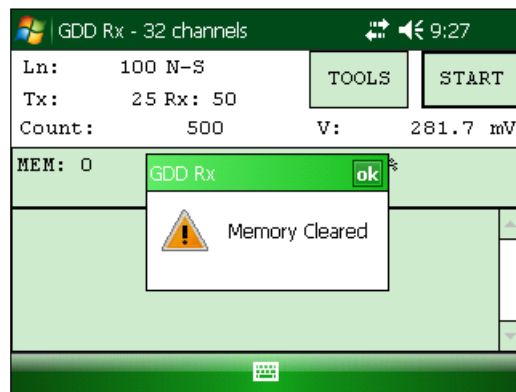 GDD Rx - 32 channels 9:27
Ln: 100 N-S TOOLS START
Tx: 25 Rx: 50
Count: 500 V: 281.7 mV
MEM: 0 %
GDD Rx ok
Memory Cleared